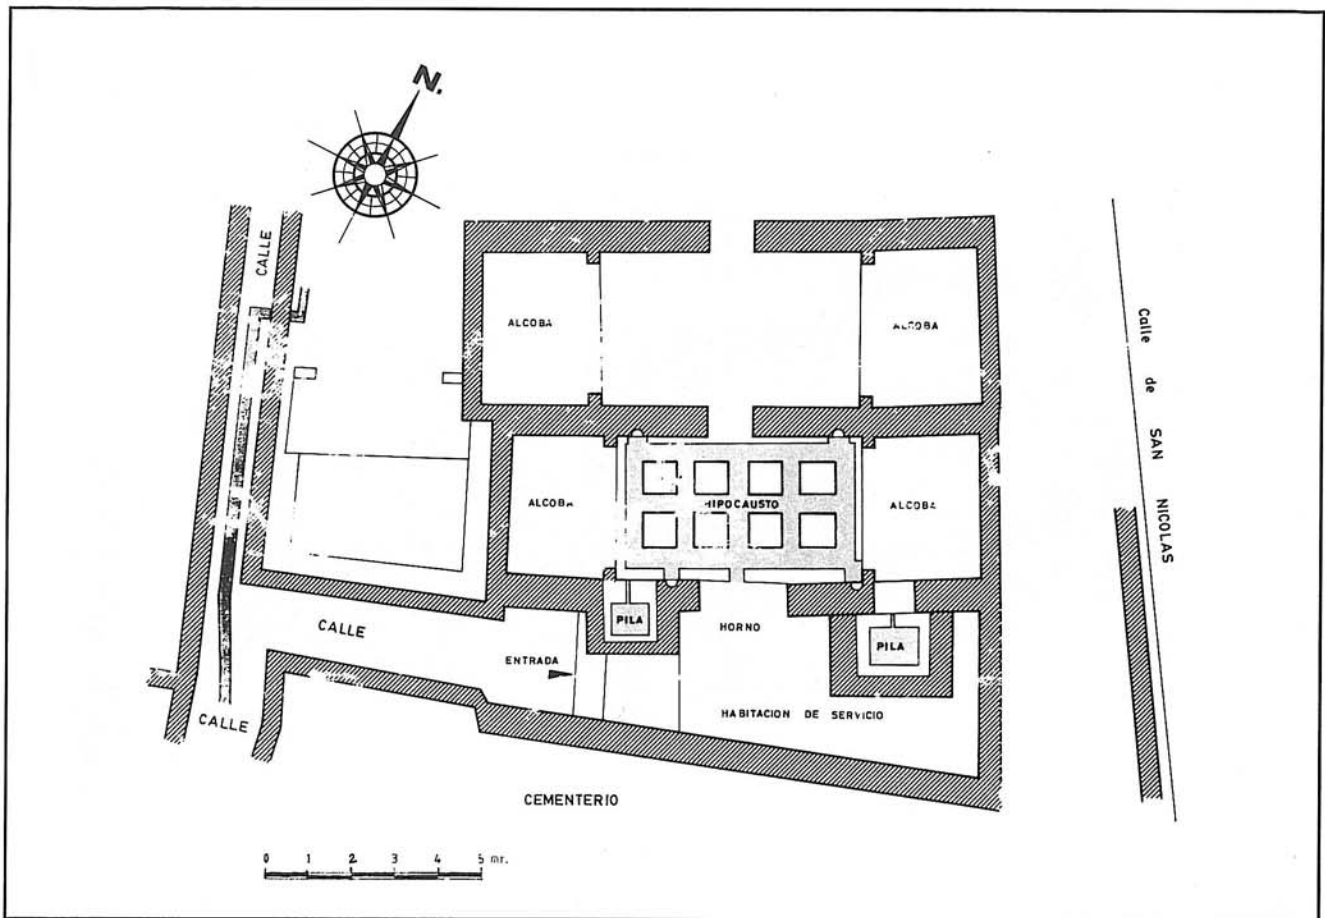 N.
CALLE
ALCOBA
ALCOBA
Calle de SAN NICOLAS
ALCOBA
HIPOCAUSTO
ALCOBA
PILA
CALLE
HORNO
PILA
ENTRADA
HABITACION DE SERVICIO
CALLE
CEMENTERIO
0 1 2 3 4 5 mr.